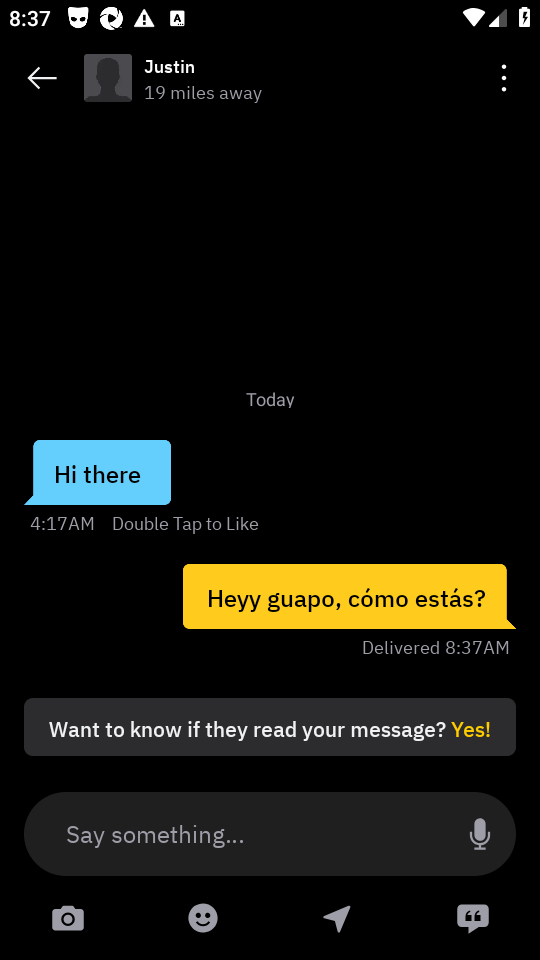 8:37
Justin
19 miles away
Today
Hi there
4:17AM Double Tap to Like
Heyy guapo, cómo estás?
Delivered 8:37AM
Want to know if they read your message? Yes!
Say something...